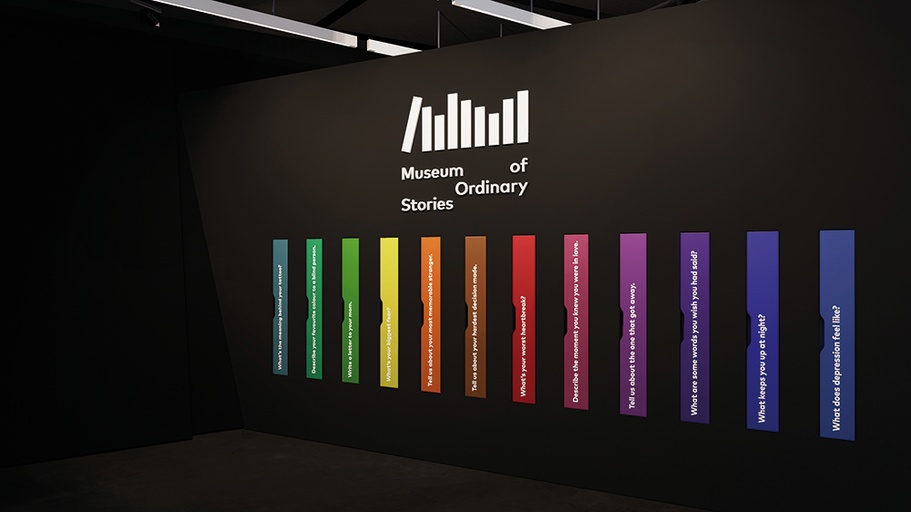 Museum of
Ordinary
Stories
What's the meaning behind your tattoo?
Describe your favourite colour to a blind person.
Write a letter to your mom.
What's your biggest fear?
Tell us about your most memorable stranger.
Tell us about your hardest decision made.
What's your worst heartbreak?
Describe the moment you knew you were in love.
Tell us about the one that got away.
What are some words you wish you had said?
What keeps you up at night?
What does depression feel like?